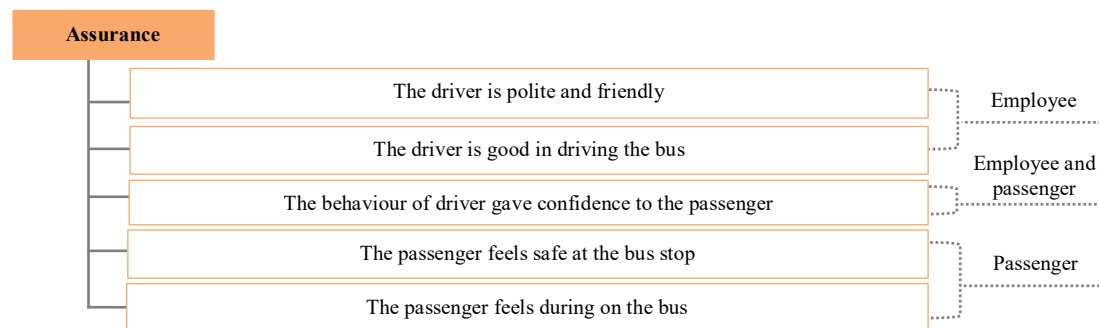 Assurance
The driver is polite and friendly
Employee
The driver is good in driving the bus
Employee and
passenger
The behaviour of driver gave confidence to the passenger
The passenger feels safe at the bus stop
Passenger
The passenger feels during on the bus